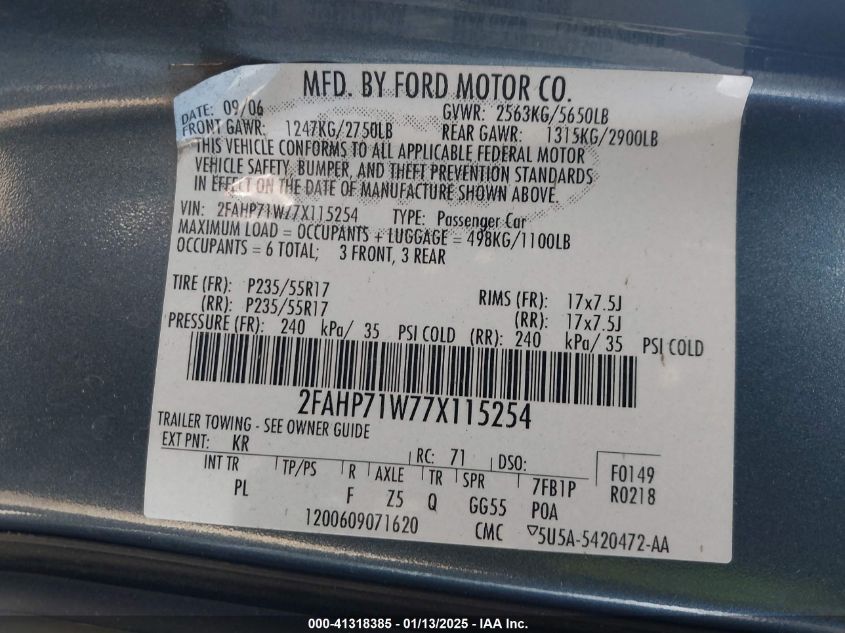 MFD. BY FORD MOTOR CO.
DATE: 09/06 GVWR: 2563KG/5650LB
FRONT GAWR: 1247KG/2750LB REAR GAWR: 1315KG/2900LB
THIS VEHICLE CONFORMS TO ALL APPLICABLE FEDERAL MOTOR
VEHICLE SAFETY, BUMPER, AND THEFT PREVENTION STANDARDS
IN EFFECT ON THE DATE OF MANUFACTURE SHOWN ABOVE.
VIN: 2FAHP71W77X115254 TYPE: Passenger Car
MAXIMUM LOAD = OCCUPANTS + LUGGAGE = 498KG/1100LB
OCCUPANTS = 6 TOTAL; 3 FRONT, 3 REAR
TIRE (FR): P235/55R17 RIMS (FR): 17x7.5J
(RR): P235/55R17 (RR): 17x7.5J
PRESSURE (FR): 240 kPa/ 35 PSI COLD (RR): 240 kPa/ 35 PSI COLD
2FAHP71W77X115254
TRAILER TOWING - SEE OWNER GUIDE
EXT PNT: KR RC: 71 DSO: F0149
INT TR TP/PS R AXLE TR SPR 7FB1P R0218
PL F Z5 Q GG55 POA
1200609071620 CMC ▽5U5A-5420472-AA
000-41318385 - 01/13/2025 - IAA Inc.